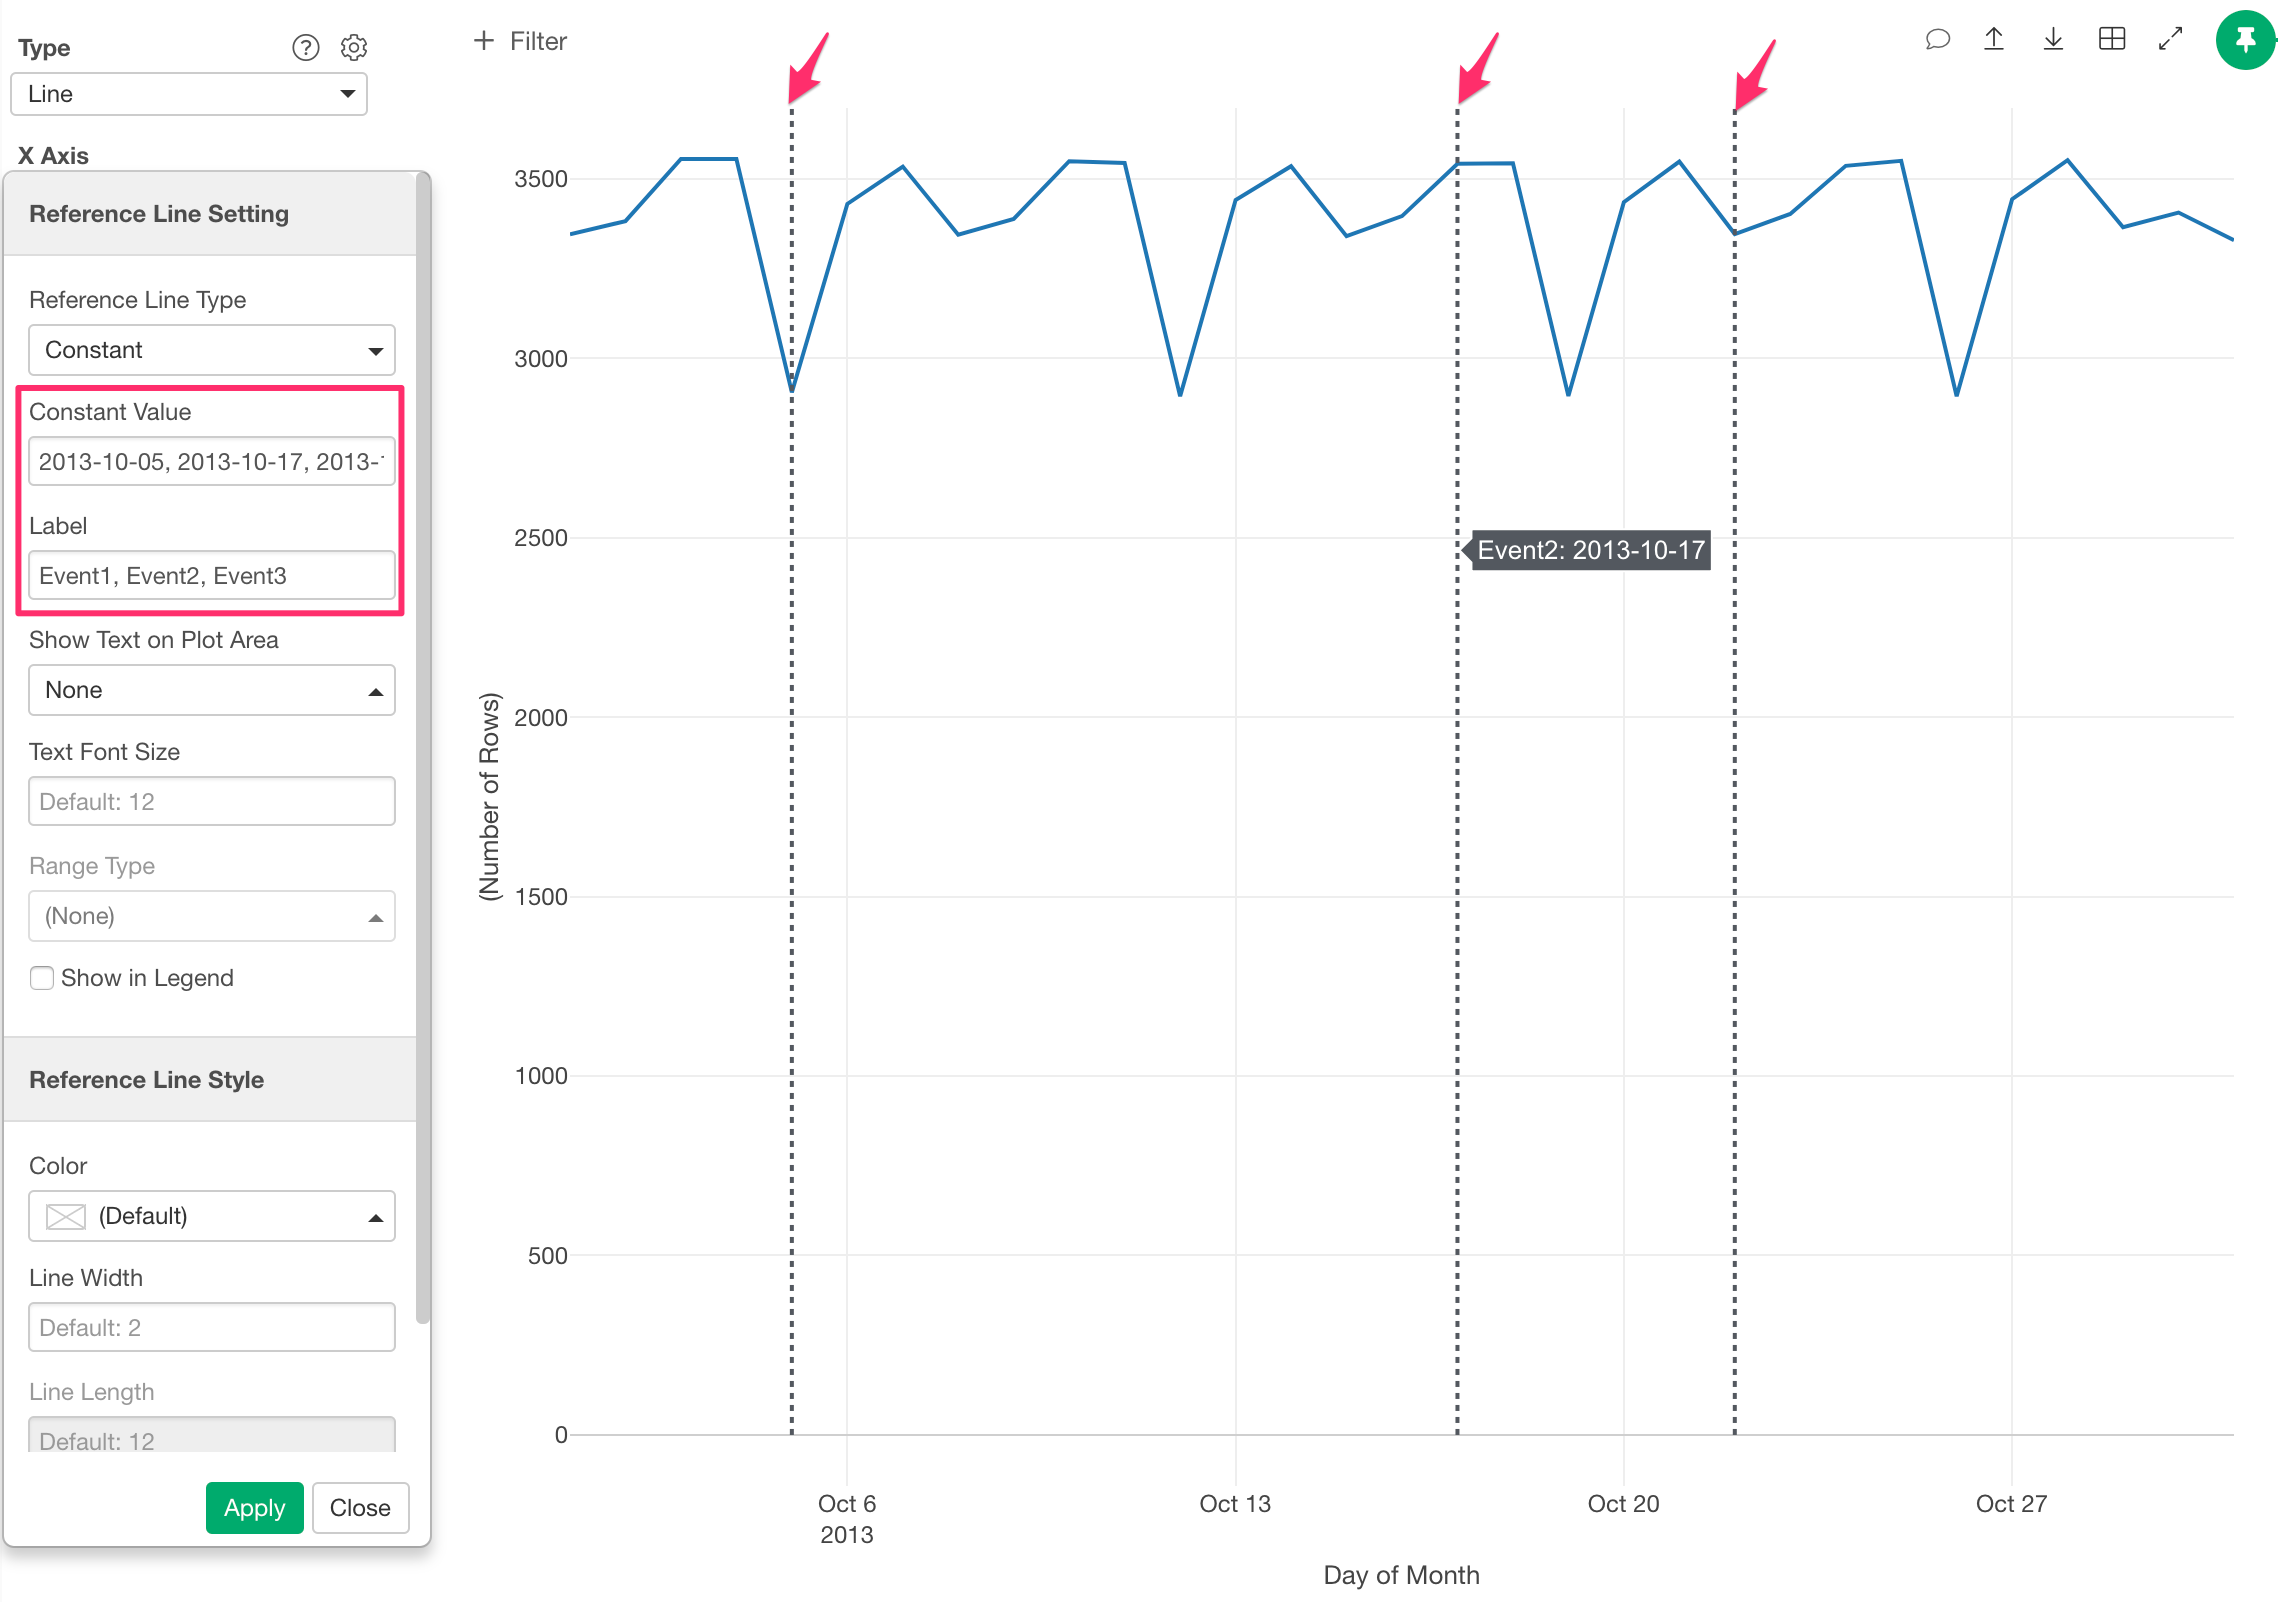 Type
Line
X Axis
Reference Line Setting
Reference Line Type
Constant
Constant Value
2013-10-05, 2013-10-17, 2013-
Label
Event1, Event2, Event3
Show Text on Plot Area
None
Text Font Size
Default: 12
Range Type
(None)
Show in Legend
Reference Line Style
Color
(Default)
Line Width
Default: 2
Line Length
Default: 12
Apply
Close
+ Filter
3500
3000
2500
2000
1500
1000
500
0
(Number of Rows)
Event2: 2013-10-17
Oct 6
2013
Oct 13
Oct 20
Oct 27
Day of Month